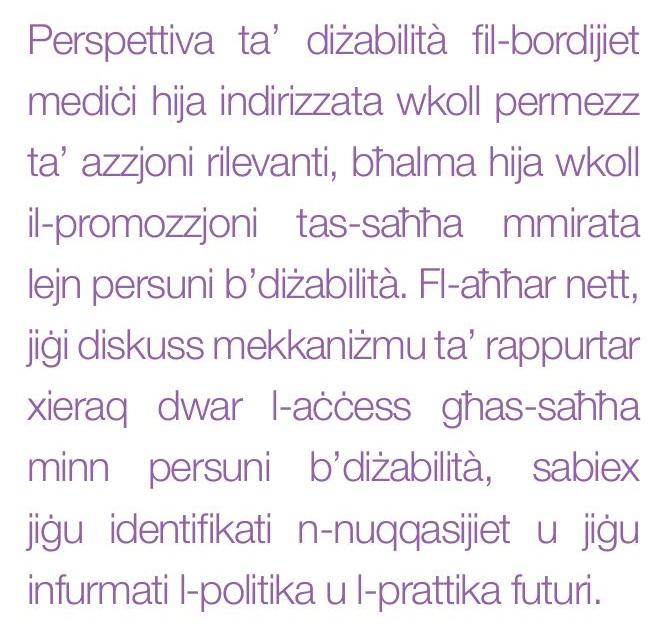 Perspettiva ta’ diżabilità fil-bordijiet
mediċi hija indirizzata wkoll permezz
ta’ azzjoni rilevanti, bħalma hija wkoll
il-promozzjoni tas-saħħa mmirata
lejn persuni b’diżabilità. Fl-aħħar nett,
jiġi diskuss mekkaniżmu ta’ rappurtar
xieraq dwar l-aċċess għas-saħħa
minn persuni b’diżabilità, sabiex
jiġu identifikati n-nuqqasijiet u jiġu
infurmati l-politika u l-prattika futuri.